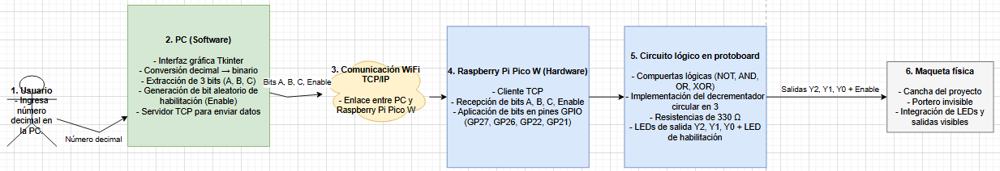 1. Usuario
- Ingresa
número
decimal en
la PC.
Número decimal
2. PC (Software)
- Interfaz gráfica Tkinter
- Conversión decimal → binario
- Extracción de 3 bits (A, B, C)
- Generación de bit aleatorio de
habilitación (Enable)
- Servidor TCP para enviar datos
Bits A, B, C, Enable
3. Comunicación WiFi
TCP/IP
- Enlace entre PC y
Raspberry Pi Pico W
4. Raspberry Pi Pico W (Hardware)
- Cliente TCP
- Recepción de bits A, B, C, Enable
- Aplicación de bits en pines GPIO
(GP27, GP26, GP22, GP21)
5. Circuito lógico en protoboard
- Compuertas lógicas (NOT, AND,
OR, XOR)
- Implementación del decrementador
circular en 3
- Resistencias de 330 Ω
- LEDs de salida Y2, Y1, Y0 + LED
de habilitación
Salidas Y2, Y1, Y0 + Enable
6. Maqueta física
- Cancha del proyecto
- Portero invisible
- Integración de LEDs y
salidas visibles